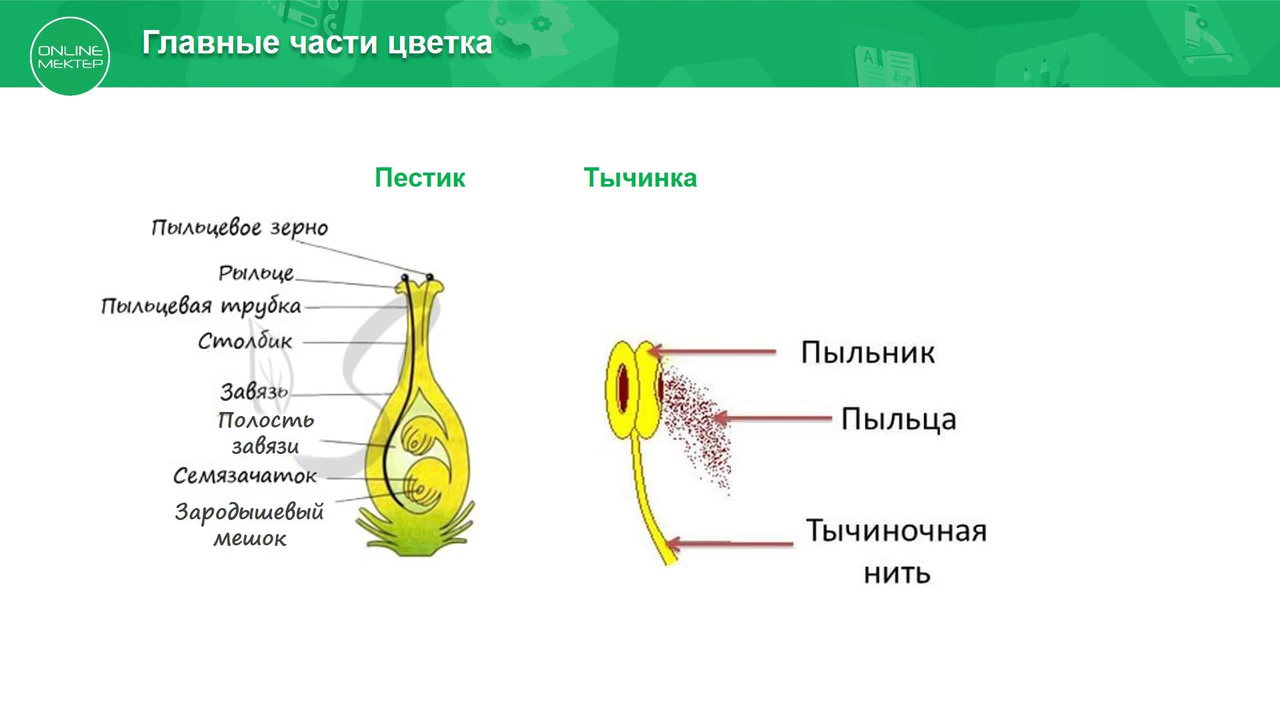 ONLINE
МЕКТЕР
Главные части цветка
Пестик
Тычинка
Пыльцевое зерно
Рыльце
Пыльцевая трубка
Столбик
Завязь
Полость
завязи
Семязачаток
Зародышевый
мешок
Пыльник
Пыльца
Тычиночная
нить